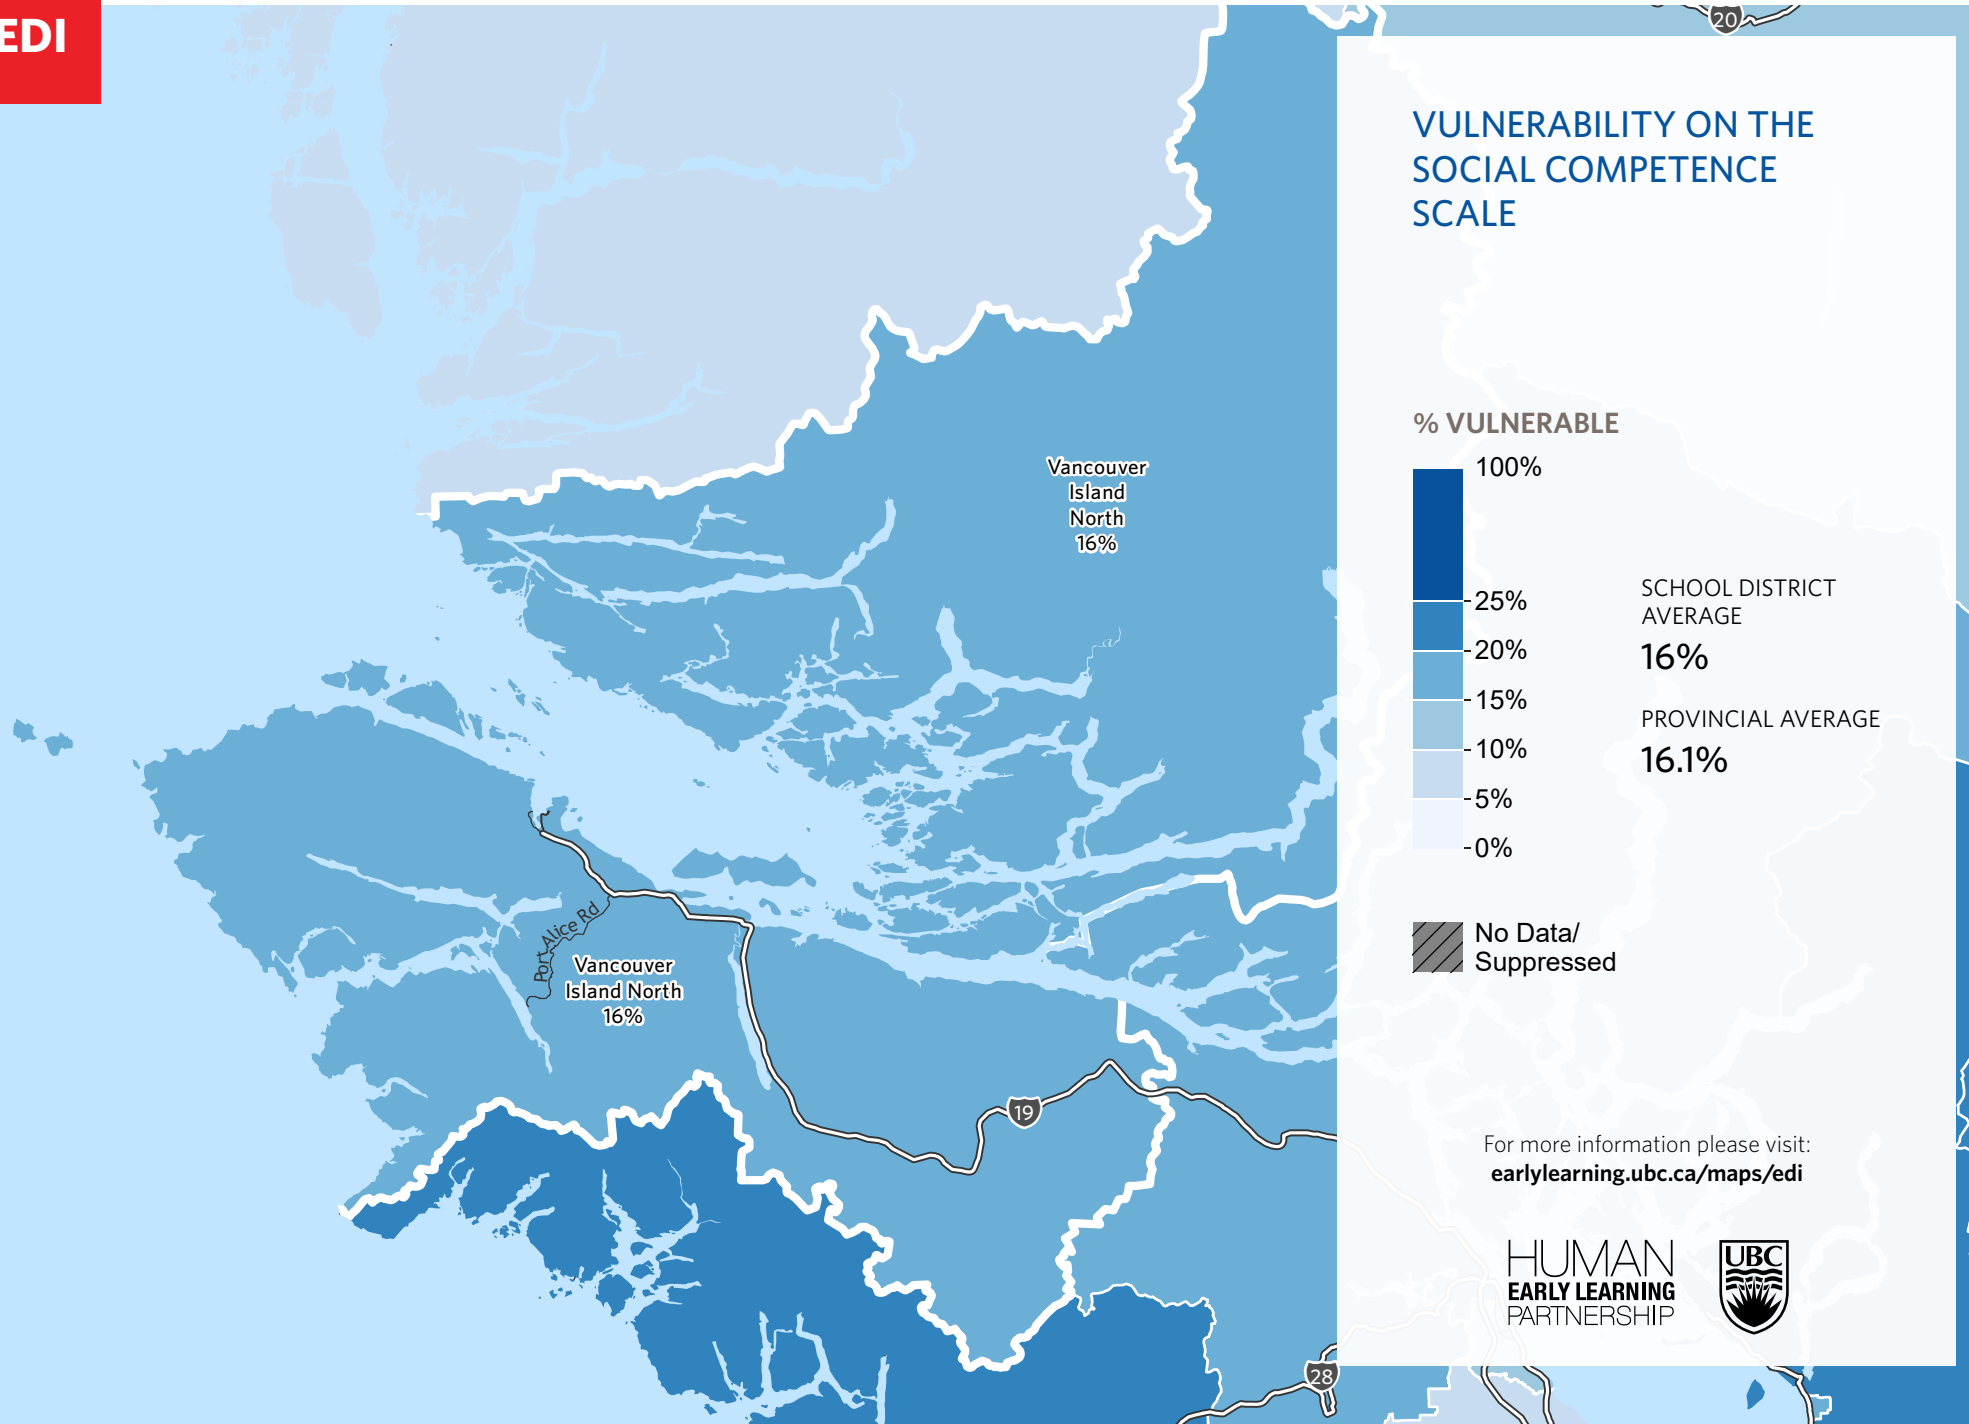 EDI
20
VULNERABILITY ON THE
SOCIAL COMPETENCE
SCALE
% VULNERABLE
100%
25%
20%
15%
10%
5%
0%
SCHOOL DISTRICT
AVERAGE
16%
PROVINCIAL AVERAGE
16.1%
No Data/
Suppressed
Vancouver
Island
North
16%
Port Alice Rd
Vancouver
Island North
16%
19
28
For more information please visit:
earlylearning.ubc.ca/maps/edi
HUMAN
EARLY LEARNING
PARTNERSHIP
UBC